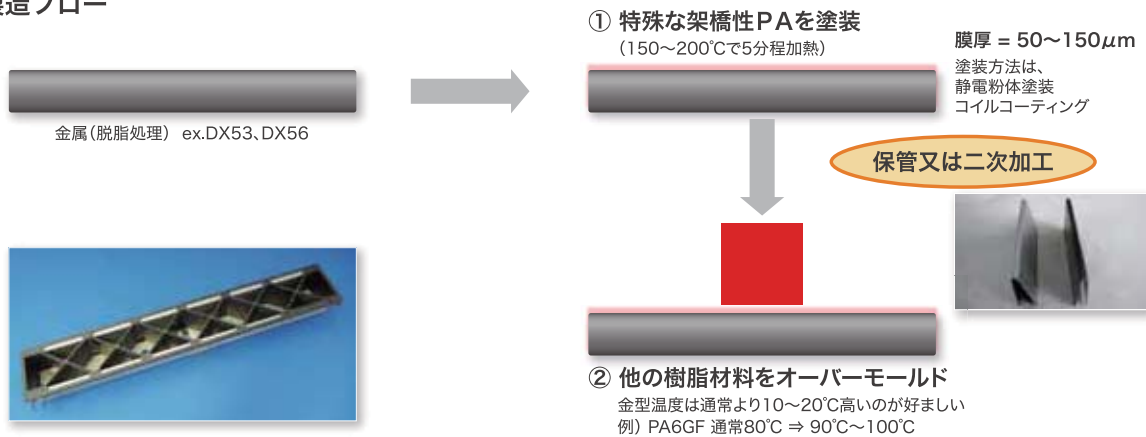 製造フロー
① 特殊な架橋性PAを塗装
（150～200℃で5分程加熱）
膜厚 = 50～150μm
塗装方法は、
静電粉体塗装
コイルコーティング
金属（脱脂処理） ex.DX53、DX56
保管又は二次加工
② 他の樹脂材料をオーバーモールド
金型温度は通常より10～20℃高いのが好ましい
例）PA6GF 通常80℃ ⇒ 90℃～100℃